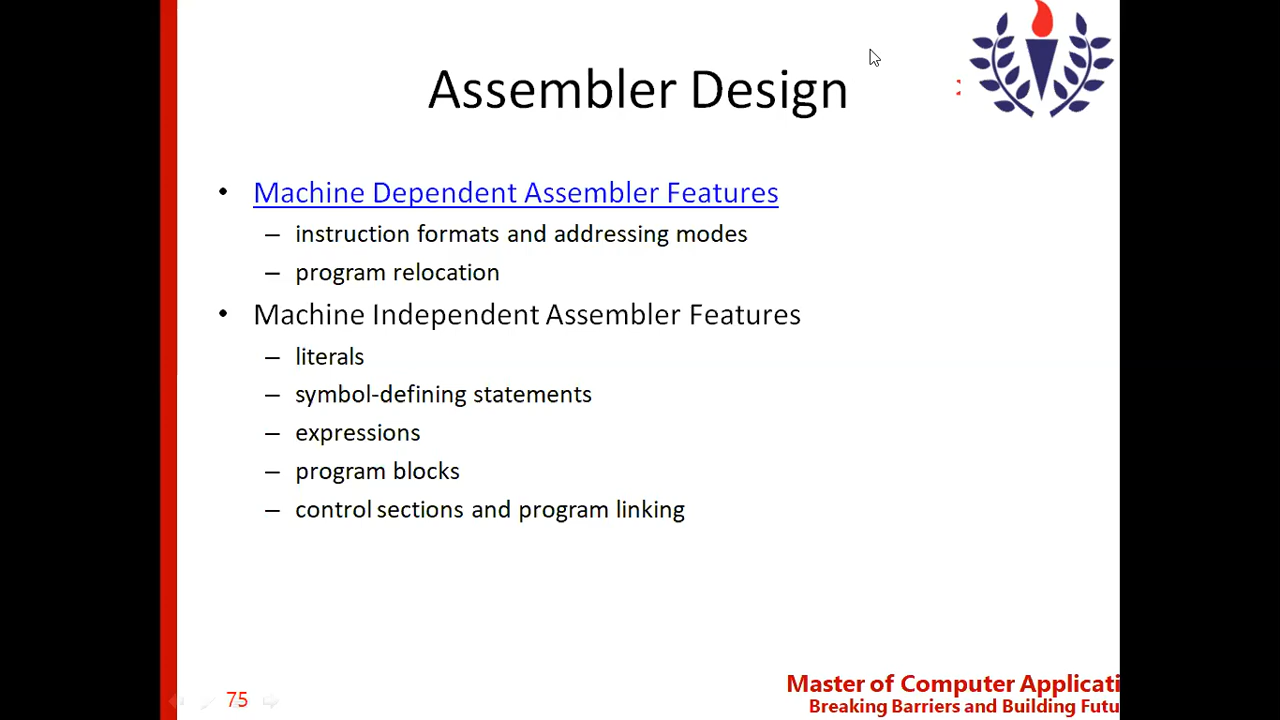 Assembler Design
• Machine Dependent Assembler Features
– instruction formats and addressing modes
– program relocation
• Machine Independent Assembler Features
– literals
– symbol-defining statements
– expressions
– program blocks
– control sections and program linking
75
Master of Computer Applicati
Breaking Barriers and Building Futu